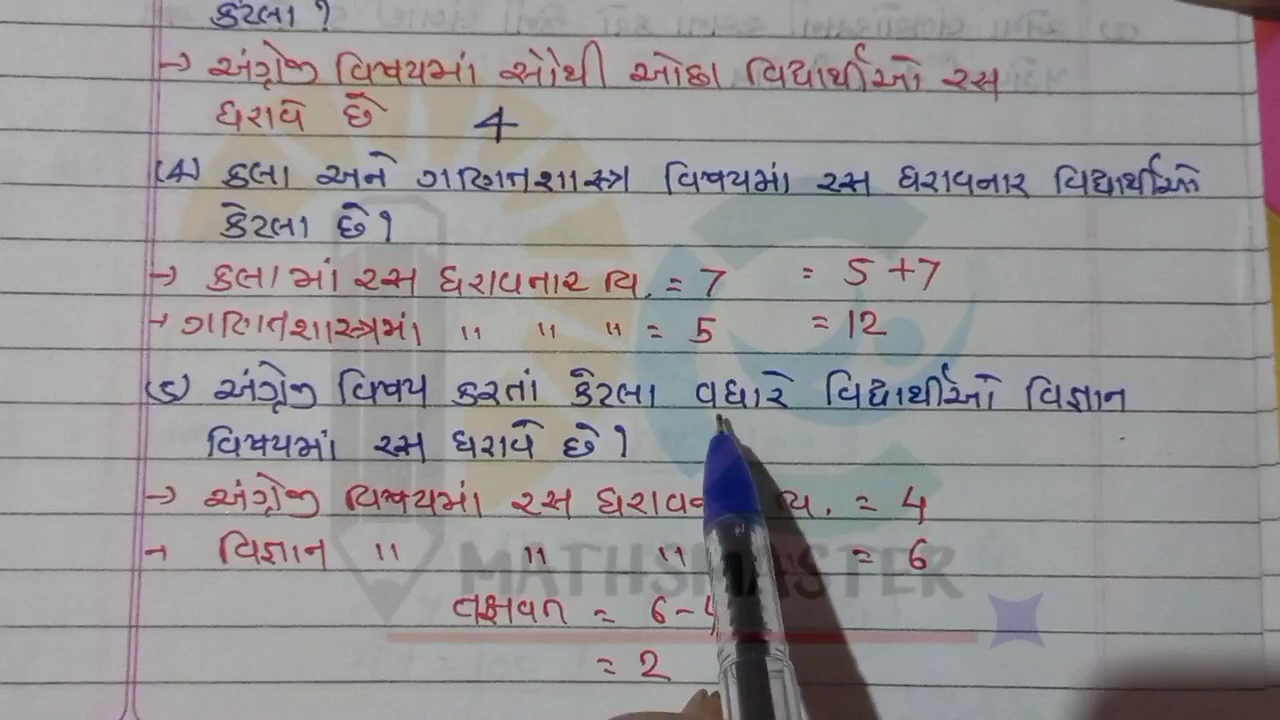 કેટલા ?
→ અંગ્રેજી વિષયમાં સૌથી ઓછા વિદ્યાર્થીઓ રસ
ધરાવે છે 4
(4) કલા અને ગણિતશાસ્ત્ર વિષયમાં રસ ધરાવનાર વિદ્યાર્થીઓ
કેટલા છે ?
→ કલામાં રસ ધરાવનાર વિ. = 7 = 5 + 7
→ ગણિતશાસ્ત્રમાં " " " = 5 = 12
(5) અંગ્રેજી વિષય કરતાં કેટલા વધારે વિદ્યાર્થીઓ વિજ્ઞાન
વિષયમાં રસ ધરાવે છે ?
→ અંગ્રેજી વિષયમાં રસ વિ. = 4
→ વિજ્ઞાન " " " = 6
તફાવત = 6 - 4
= 2
MATHSMASTER